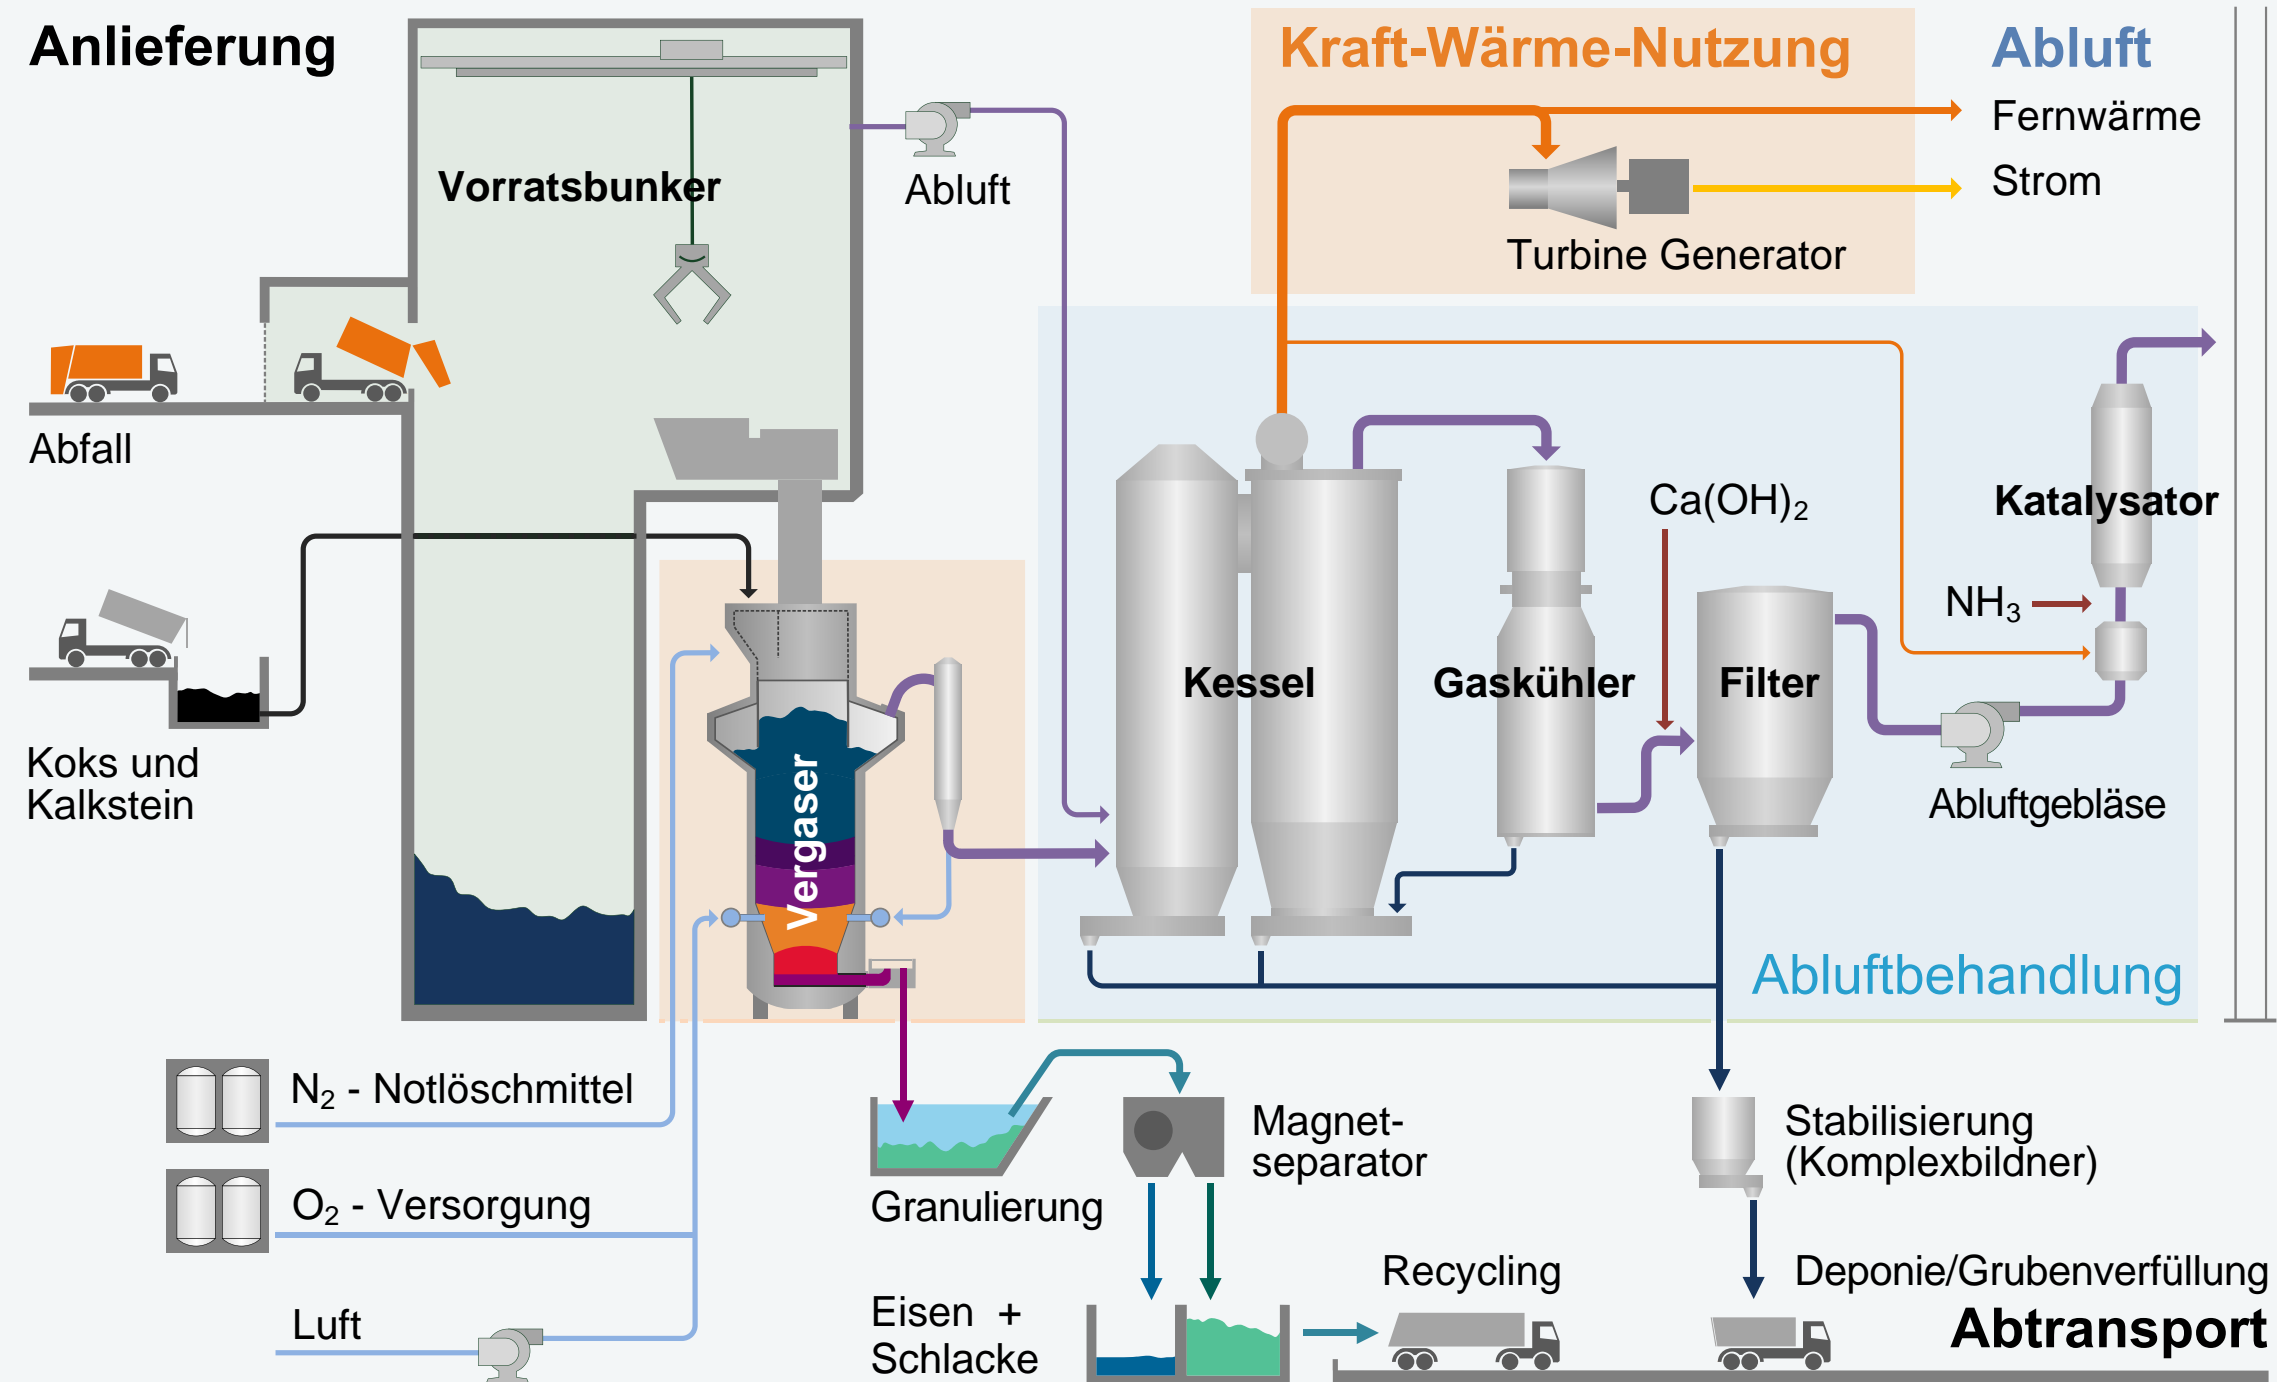 Anlieferung
Kraft-Wärme-Nutzung
Abluft
Fernwärme
Strom
Vorratsbunker
Abluft
Turbine Generator
Abfall
Ca(OH)₂
Katalysator
NH₃
Kessel
Gaskühler
Filter
Koks und
Kalkstein
Vergaser
Abluftgebläse
Abluftbehandlung
N₂ - Notlöschmittel
Magnet-
separator
Stabilisierung
(Komplexbildner)
O₂ - Versorgung
Granulierung
Recycling
Deponie/Grubenverfüllung
Luft
Eisen +
Schlacke
Abtransport